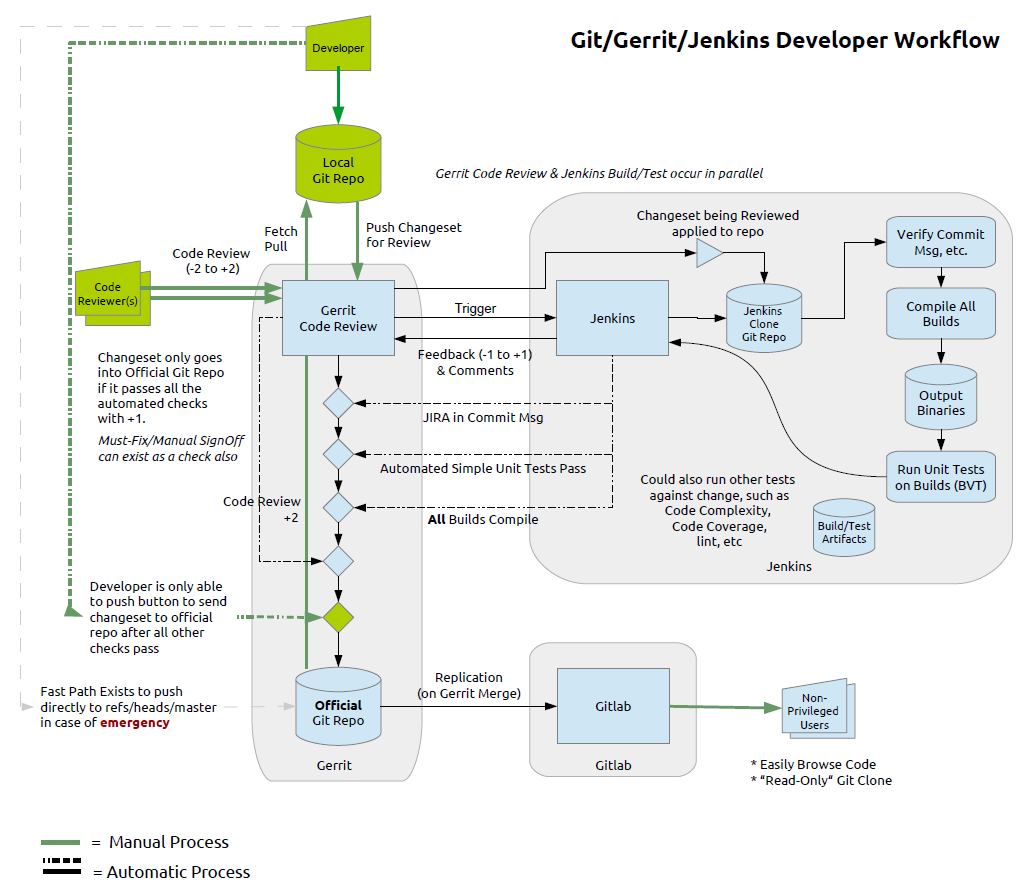 Git/Gerrit/Jenkins Developer Workflow
Developer
Local
Git Repo
Gerrit Code Review & Jenkins Build/Test occur in parallel
Fetch
Pull
Push Changeset
for Review
Code Review
(-2 to +2)
Code
Reviewer(s)
Gerrit
Code Review
Trigger
Feedback (-1 to +1)
& Comments
Jenkins
Changeset being Reviewed
applied to repo
Jenkins
Clone
Git Repo
Verify Commit
Msg, etc.
Compile All
Builds
Output
Binaries
Run Unit Tests
on Builds (BVT)
Changeset only goes
into Official Git Repo
if it passes all the
automated checks
with +1.
Must-Fix/Manual SignOff
can exist as a check also
JIRA in Commit Msg
Automated Simple Unit Tests Pass
Code Review
+2
All Builds Compile
Could also run other tests
against change, such as
Code Complexity,
Code Coverage,
lint, etc
Build/Test
Artifacts
Jenkins
Developer is only able
to push button to send
changeset to official
repo after all other
checks pass
Fast Path Exists to push
directly to refs/heads/master
in case of emergency
Official
Git Repo
Gerrit
Replication
(on Gerrit Merge)
Gitlab
Gitlab
Non-
Privileged
Users
* Easily Browse Code
* “Read-Only“ Git Clone
= Manual Process
= Automatic Process